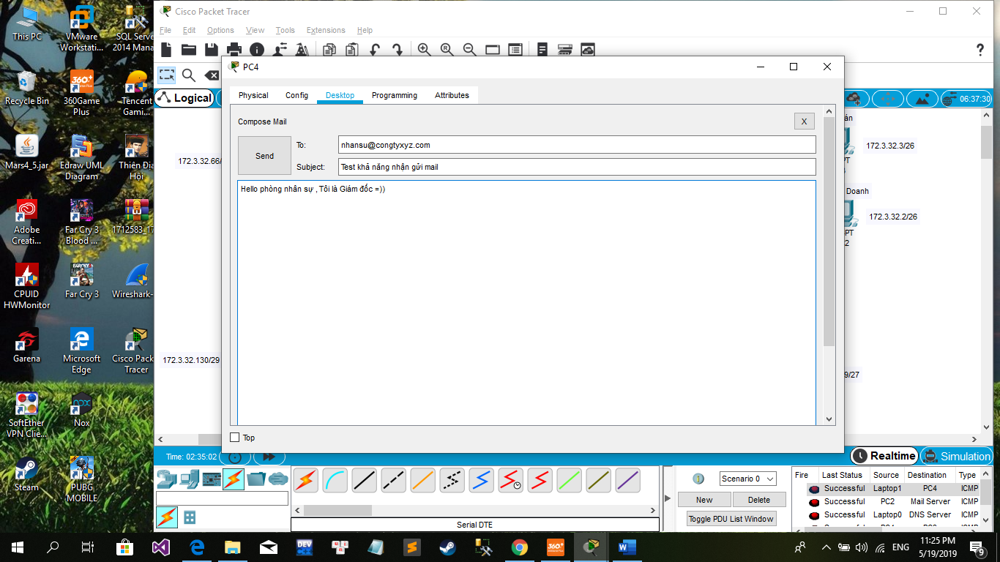 This PC
VMware Workstati...
SQL Serve 2014 Mana
Recycle Bin
360Game Plus
Tencent Gami...
Mars4_5.jar
Edraw UML Diagram
Thiên Địa Hội
Adobe Creati...
Far Cry 3 Blood ...
1712583_17
CPUID HWMonitor
Far Cry 3
Wireshark-
Garena
Microsoft Edge
Cisco Pack Tracer
SoftEther VPN Clie...
Nox
Steam
PUBG MOBILE
Cisco Packet Tracer
File Edit Options View Tools Extensions Help
Logical
06:37:30
PC4
Physical Config Desktop Programming Attributes
Compose Mail
X
Send
To: nhansu@congtyxyz.com
Subject: Test khả năng nhận gửi mail
Hello phòng nhân sự , Tôi là Giám đốc =))
Top
172.3.32.66/
172.3.32.130/29
án
172.3.32.3/26
PT
Doanh
172.3.32.2/26
PT
2
9/27
Time: 02:35:02
Realtime Simulation
Serial DTE
Scenario 0
New Delete
Toggle PDU List Window
Fire Last Status Source Destination Type
Successful Laptop1 PC4 ICMP
Successful PC2 Mail Server ICMP
Successful Laptop0 DNS Server ICMP
ENG
11:25 PM
5/19/2019
9